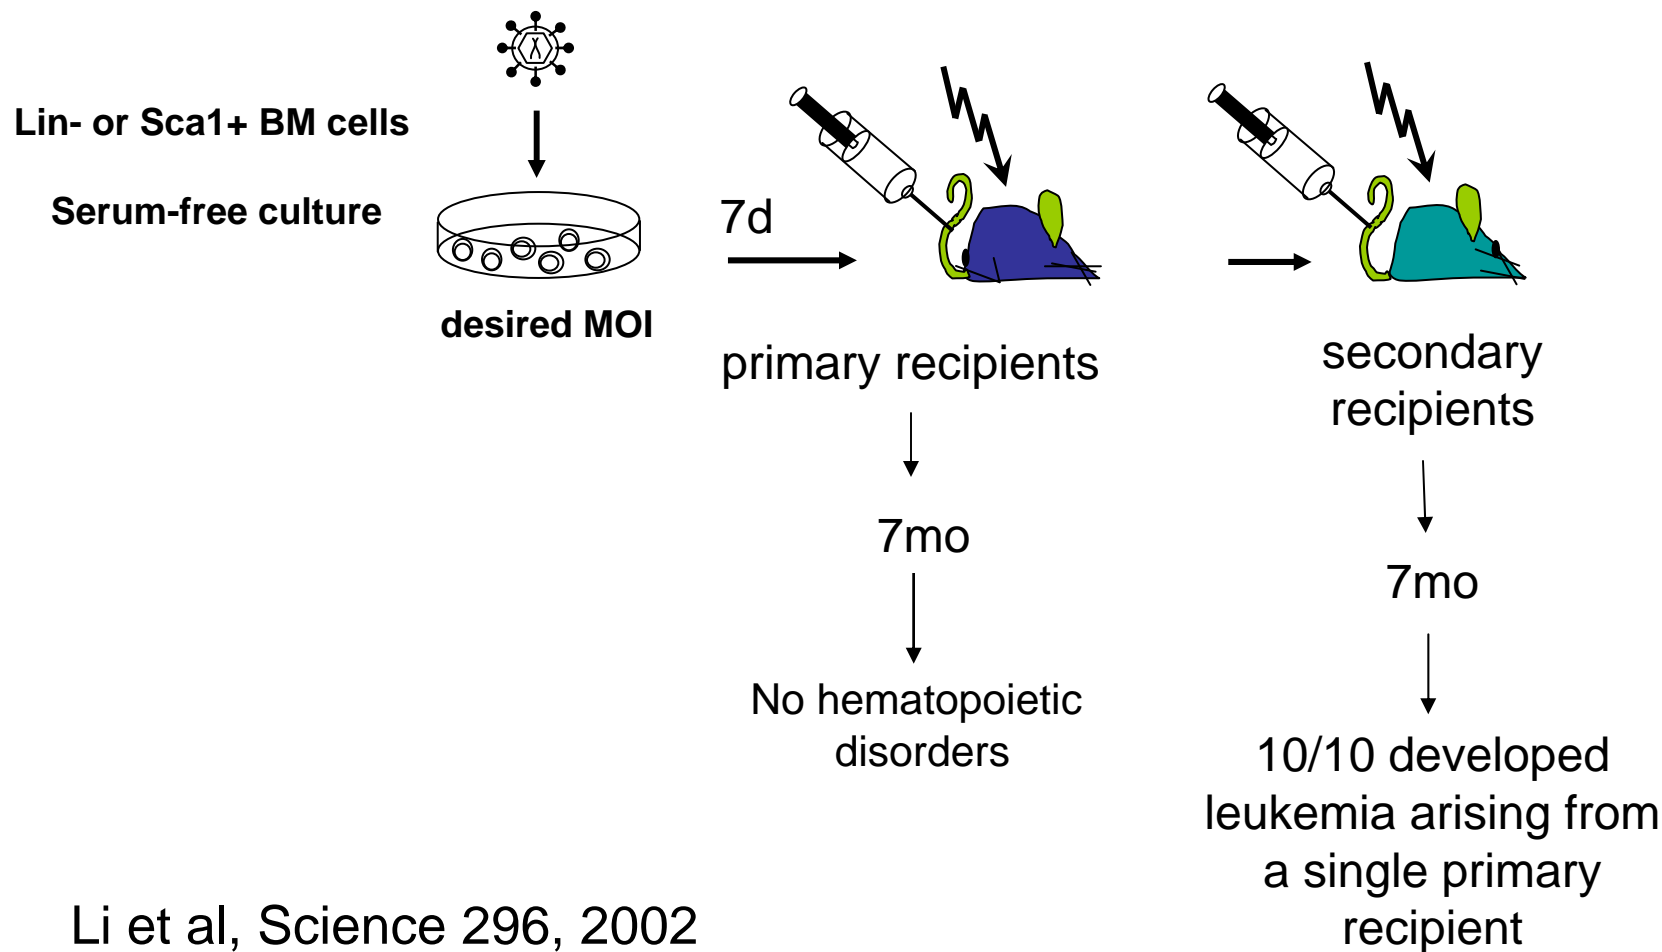 Lin- or Sca1+ BM cells
Serum-free culture
desired MOI
7d
primary recipients
7mo
No hematopoietic
disorders
secondary
recipients
7mo
10/10 developed
leukemia arising from
a single primary
recipient
Li et al, Science 296, 2002